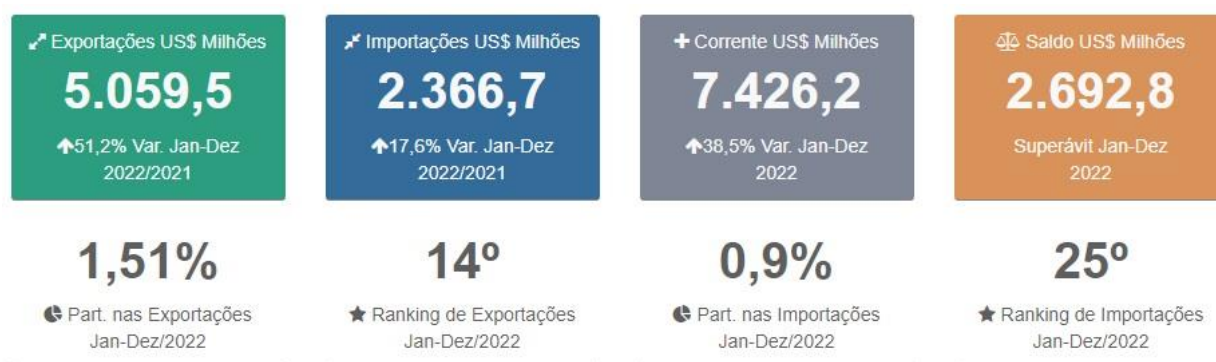 Exportações US$ Milhões
5.059,5
51,2% Var. Jan-Dez
2022/2021
Importações US$ Milhões
2.366,7
17,6% Var. Jan-Dez
2022/2021
Corrente US$ Milhões
7.426,2
38,5% Var. Jan-Dez
2022
Saldo US$ Milhões
2.692,8
Superávit Jan-Dez
2022
1,51%
Part. nas Exportações
Jan-Dez/2022
14º
Ranking de Exportações
Jan-Dez/2022
0,9%
Part. nas Importações
Jan-Dez/2022
25º
Ranking de Importações
Jan-Dez/2022